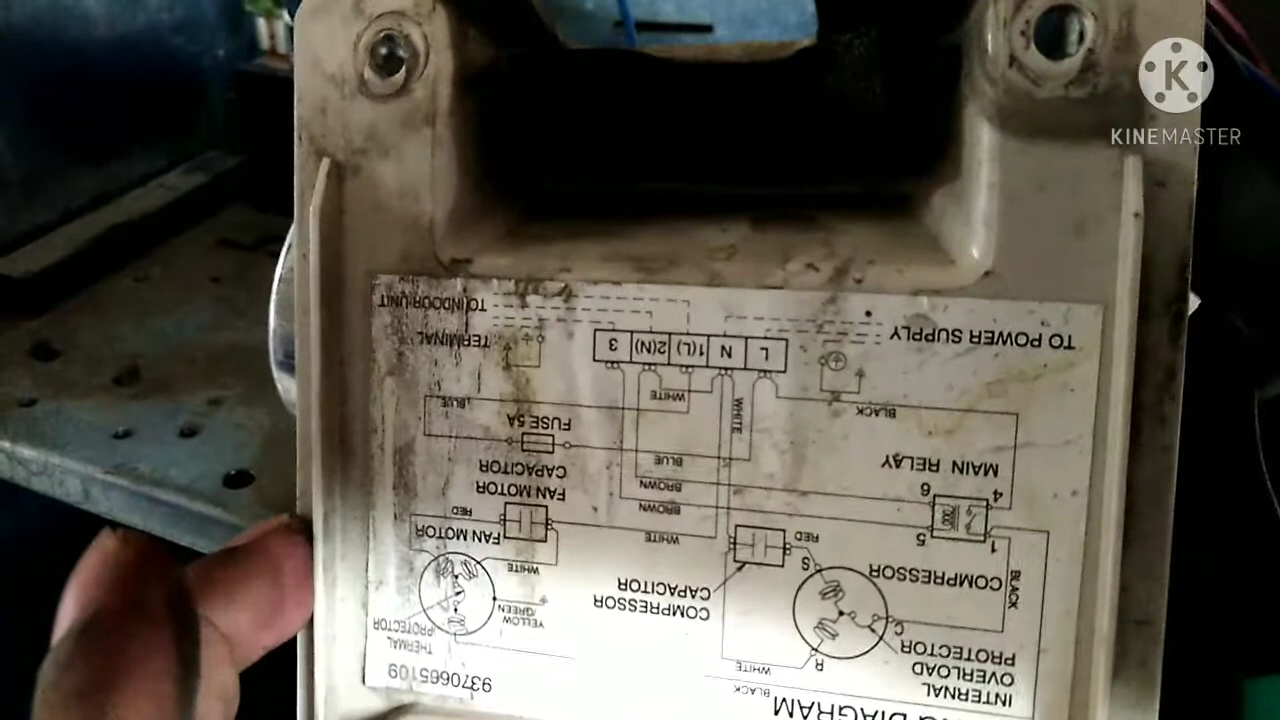 KINEMASTER
DIAGRAM
BLACK
WHITE
9370665109
INTERNAL
OVERLOAD
PROTECTOR
R
C
S
THERMAL
PROTECTOR
YELLOW
/GREEN
COMPRESSOR
CAPACITOR
COMPRESSOR
BLACK
WHITE
FAN MOTOR
RED
WHITE
RED
1
5
BROWN
BROWN
4
6
MAIN RELAY
FAN MOTOR
CAPACITOR
BLUE
FUSE 5A
BLACK
WHITE
WHITE
BLUE
L
N
1(L)
2(N)
3
TERMINAL
TO POWER SUPPLY
TO INDOOR UNIT